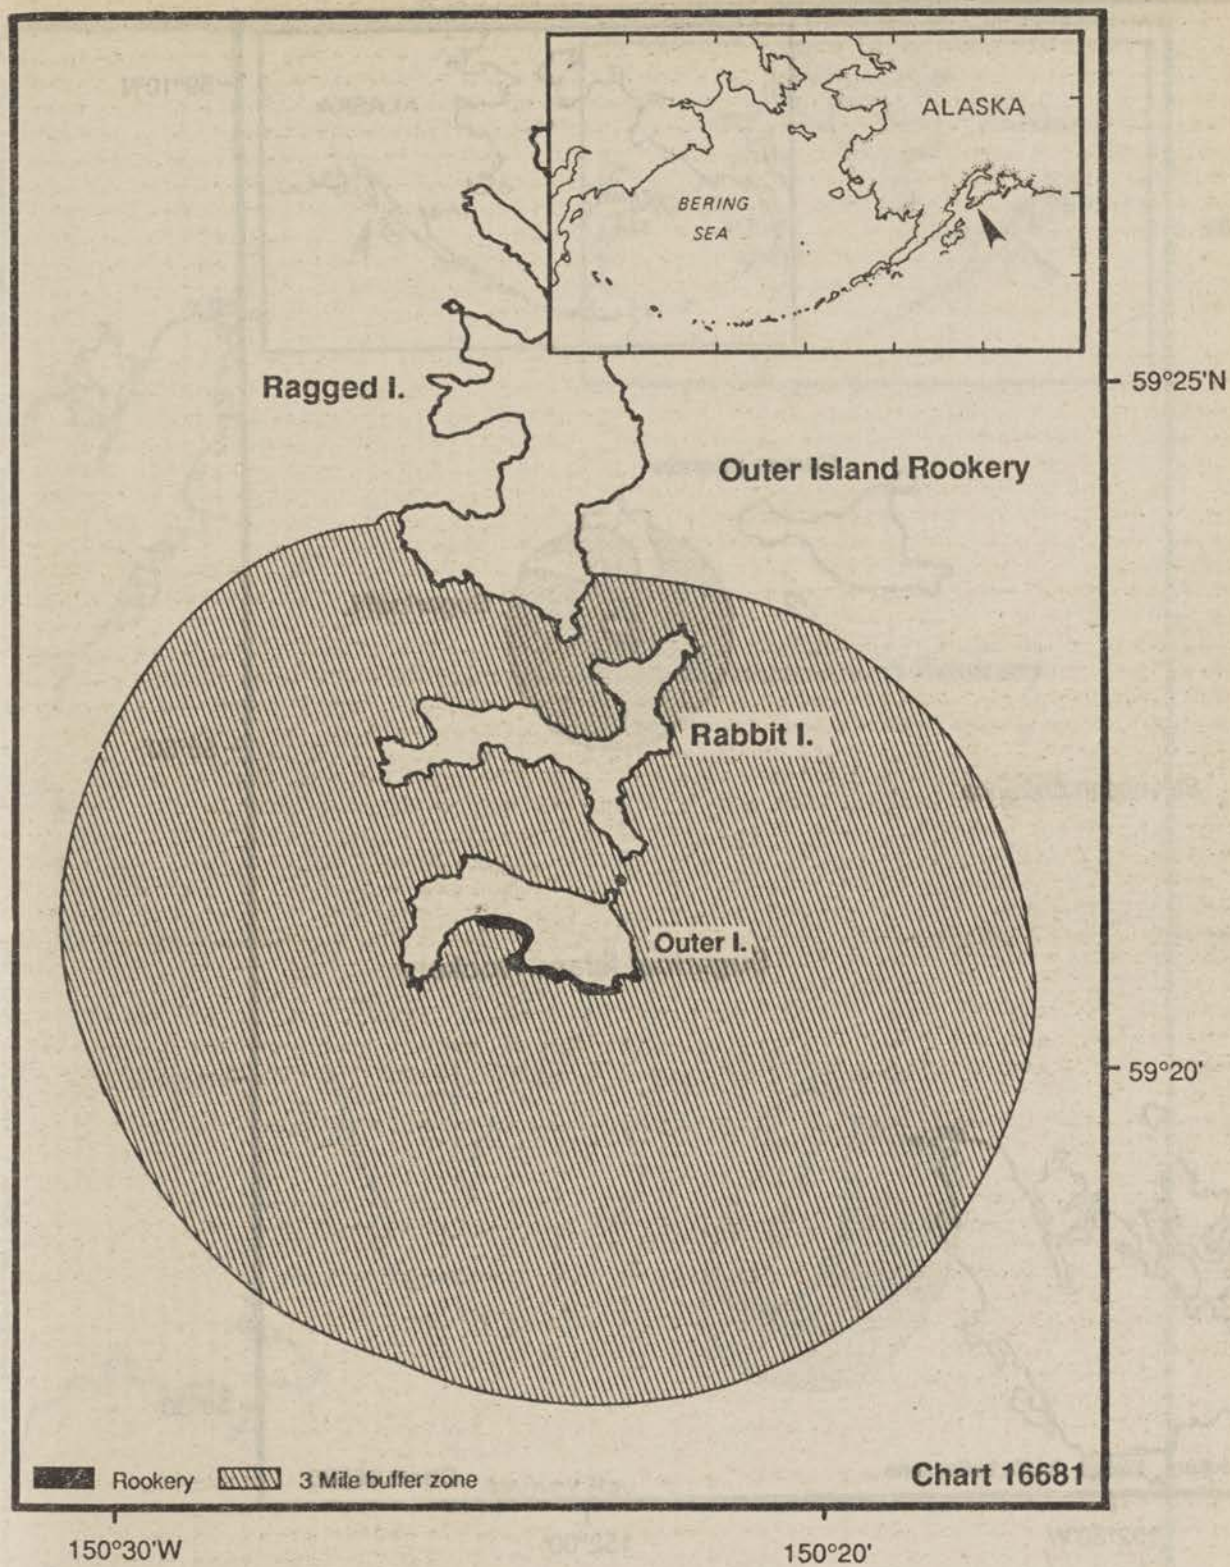 ALASKA
BERING
SEA
Ragged I.
59°25'N
Outer Island Rookery
Rabbit I.
Outer I.
59°20'
Rookery
3 Mile buffer zone
Chart 16681
150°30'W
150°20'